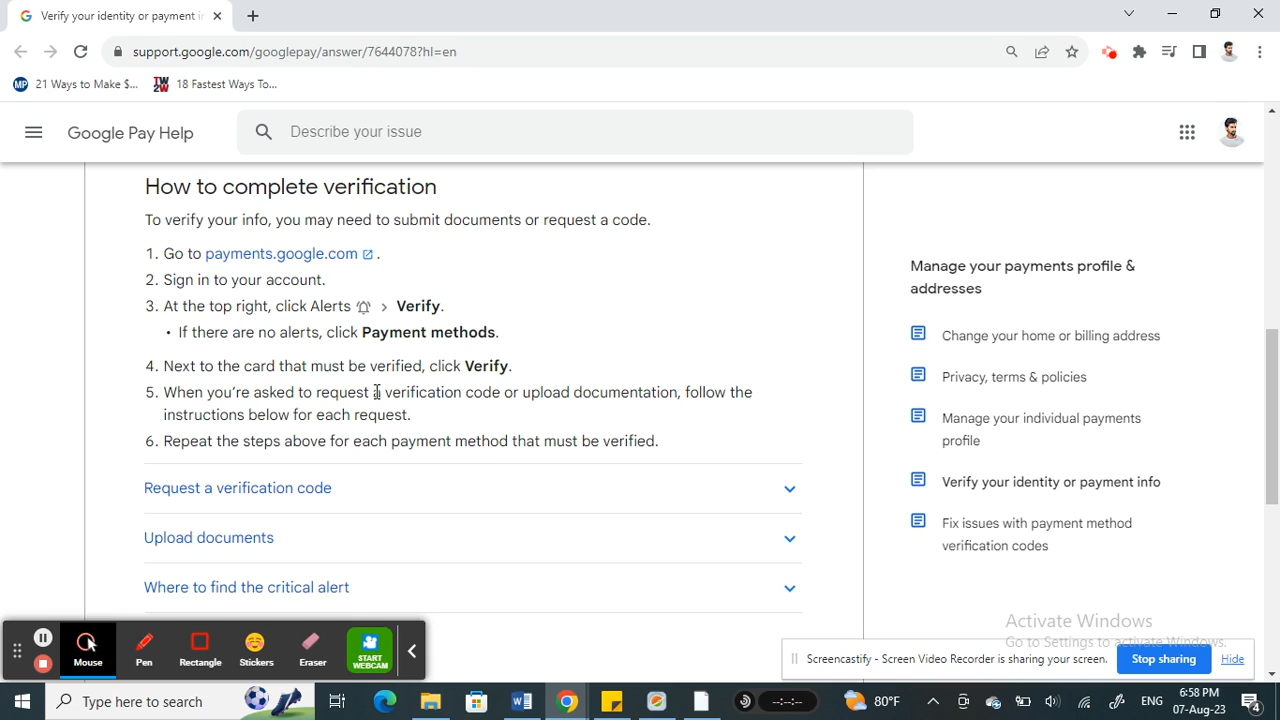 Verify your identity or payment i
support.google.com/googlepay/answer/7644078?hl=en
MP 21 Ways to Make $...
TW 2W 18 Fastest Ways To...
Google Pay Help
Describe your issue
How to complete verification
To verify your info, you may need to submit documents or request a code.
1. Go to payments.google.com .
2. Sign in to your account.
3. At the top right, click Alerts > Verify.
• If there are no alerts, click Payment methods.
4. Next to the card that must be verified, click Verify.
5. When you're asked to request a verification code or upload documentation, follow the
instructions below for each request.
6. Repeat the steps above for each payment method that must be verified.
Request a verification code
Upload documents
Where to find the critical alert
Manage your payments profile &
addresses
Change your home or billing address
Privacy, terms & policies
Manage your individual payments
profile
Verify your identity or payment info
Fix issues with payment method
verification codes
Activate Windows
Go to Settings to activate Windows.
Mouse
Pen
Rectangle
Stickers
Eraser
START
WEBCAM
Screencastify - Screen Video Recorder is sharing your screen.
Stop sharing
Hide
Type here to search
--:--:--
80°F
ENG
6:58 PM
07-Aug-23
4